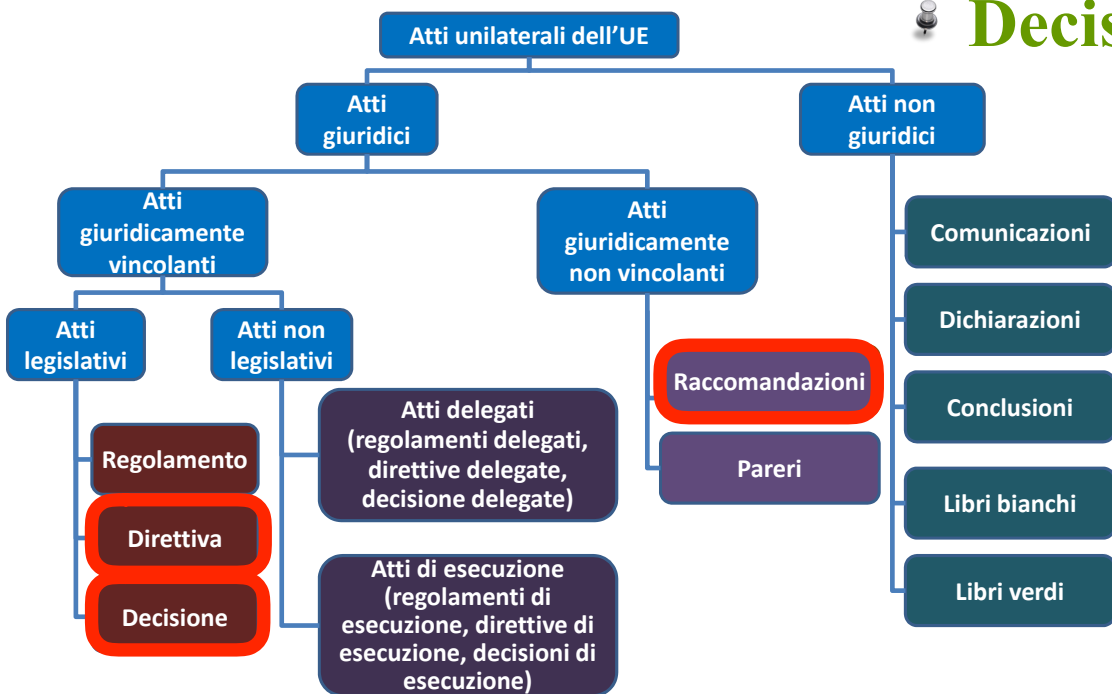 Decis
Atti unilaterali dell'UE
Atti
giuridici
Atti non
giuridici
Atti
giuridicamente
vincolanti
Atti
giuridicamente
non vincolanti
Atti
legislativi
Atti non
legislativi
Regolamento
Direttiva
Decisione
Atti delegati
(regolamenti delegati,
direttive delegate,
decisione delegate)
Atti di esecuzione
(regolamenti di
esecuzione, direttive di
esecuzione, decisioni di
esecuzione)
Raccomandazioni
Pareri
Comunicazioni
Dichiarazioni
Conclusioni
Libri bianchi
Libri verdi